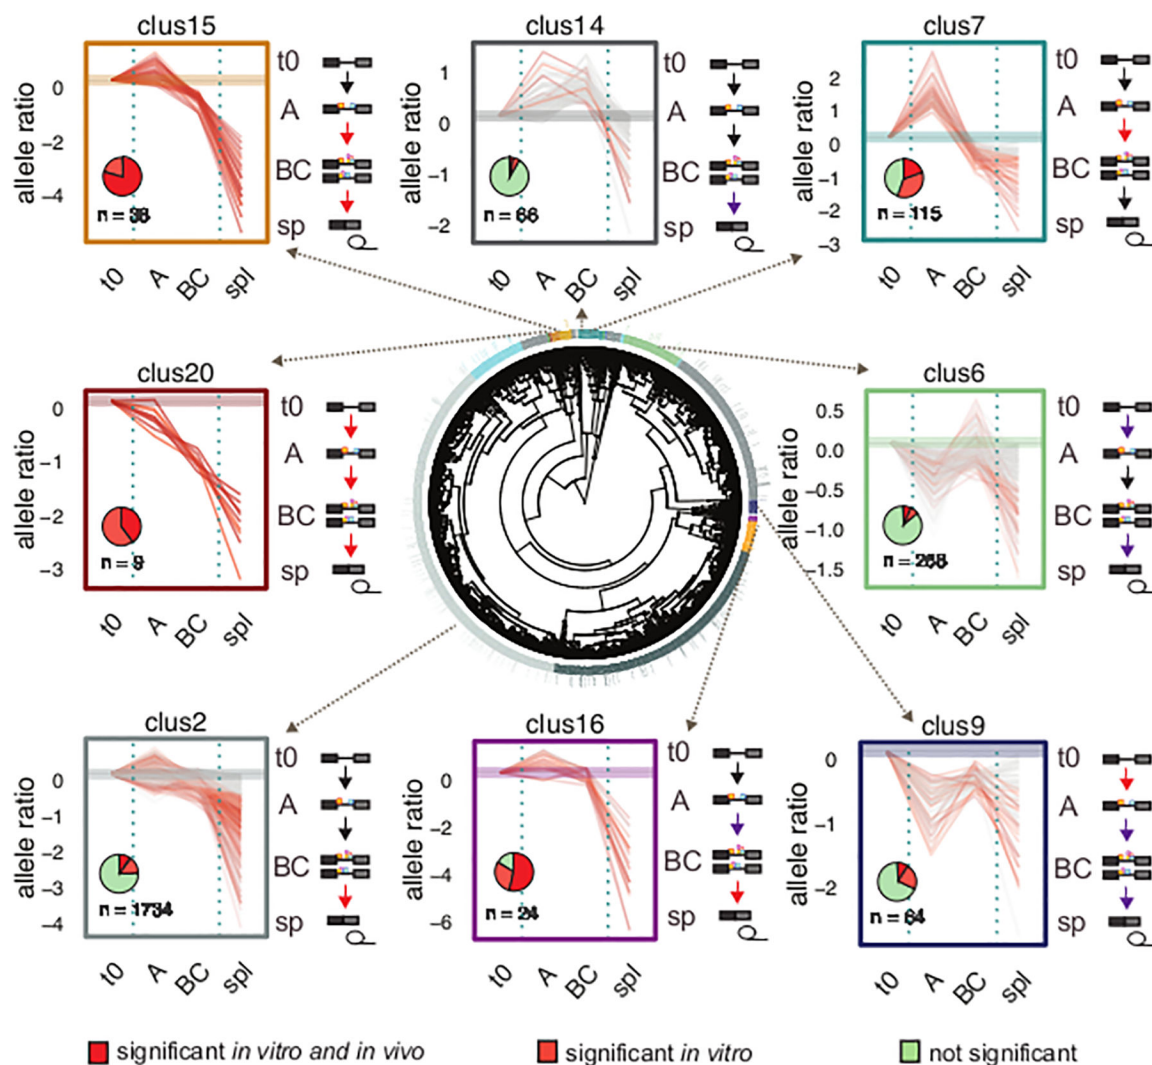 clus15
allele ratio
0
−2
−4
n = 38
t0
A
BC
spl
t0
A
BC
sp
clus14
allele ratio
1
0
−1
−2
n = 66
t0
A
BC
spl
t0
A
BC
sp
clus7
allele ratio
2
1
0
−1
−2
−3
n = 115
t0
A
BC
spl
t0
A
BC
sp
clus20
allele ratio
0
−1
−2
−3
n = 9
t0
A
BC
spl
t0
A
BC
sp
clus6
allele ratio
0.5
0.0
−0.5
−1.0
−1.5
n = 268
t0
A
BC
spl
t0
A
BC
sp
clus2
allele ratio
0
−1
−2
−3
−4
n = 1734
t0
A
BC
spl
t0
A
BC
sp
clus16
allele ratio
0
−2
−4
−6
n = 24
t0
A
BC
spl
t0
A
BC
sp
clus9
allele ratio
0
−1
−2
n = 64
t0
A
BC
spl
t0
A
BC
sp
significant in vitro and in vivo
significant in vitro
not significant